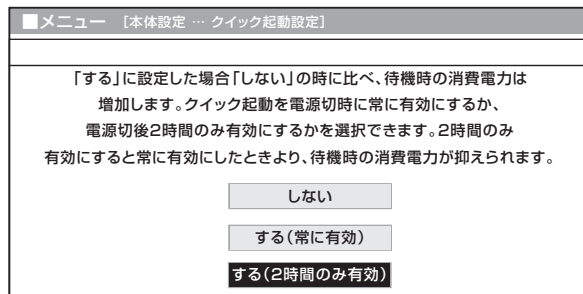 ■メニュー [本体設定 … クイック起動設定]
「する」に設定した場合「しない」の時に比べ、待機時の消費電力は
増加します。クイック起動を電源切時に常に有効にするか、
電源切後2時間のみ有効にするかを選択できます。2時間のみ
有効にすると常に有効にしたときより、待機時の消費電力が抑えられます。
しない
する(常に有効)
する(2時間のみ有効)